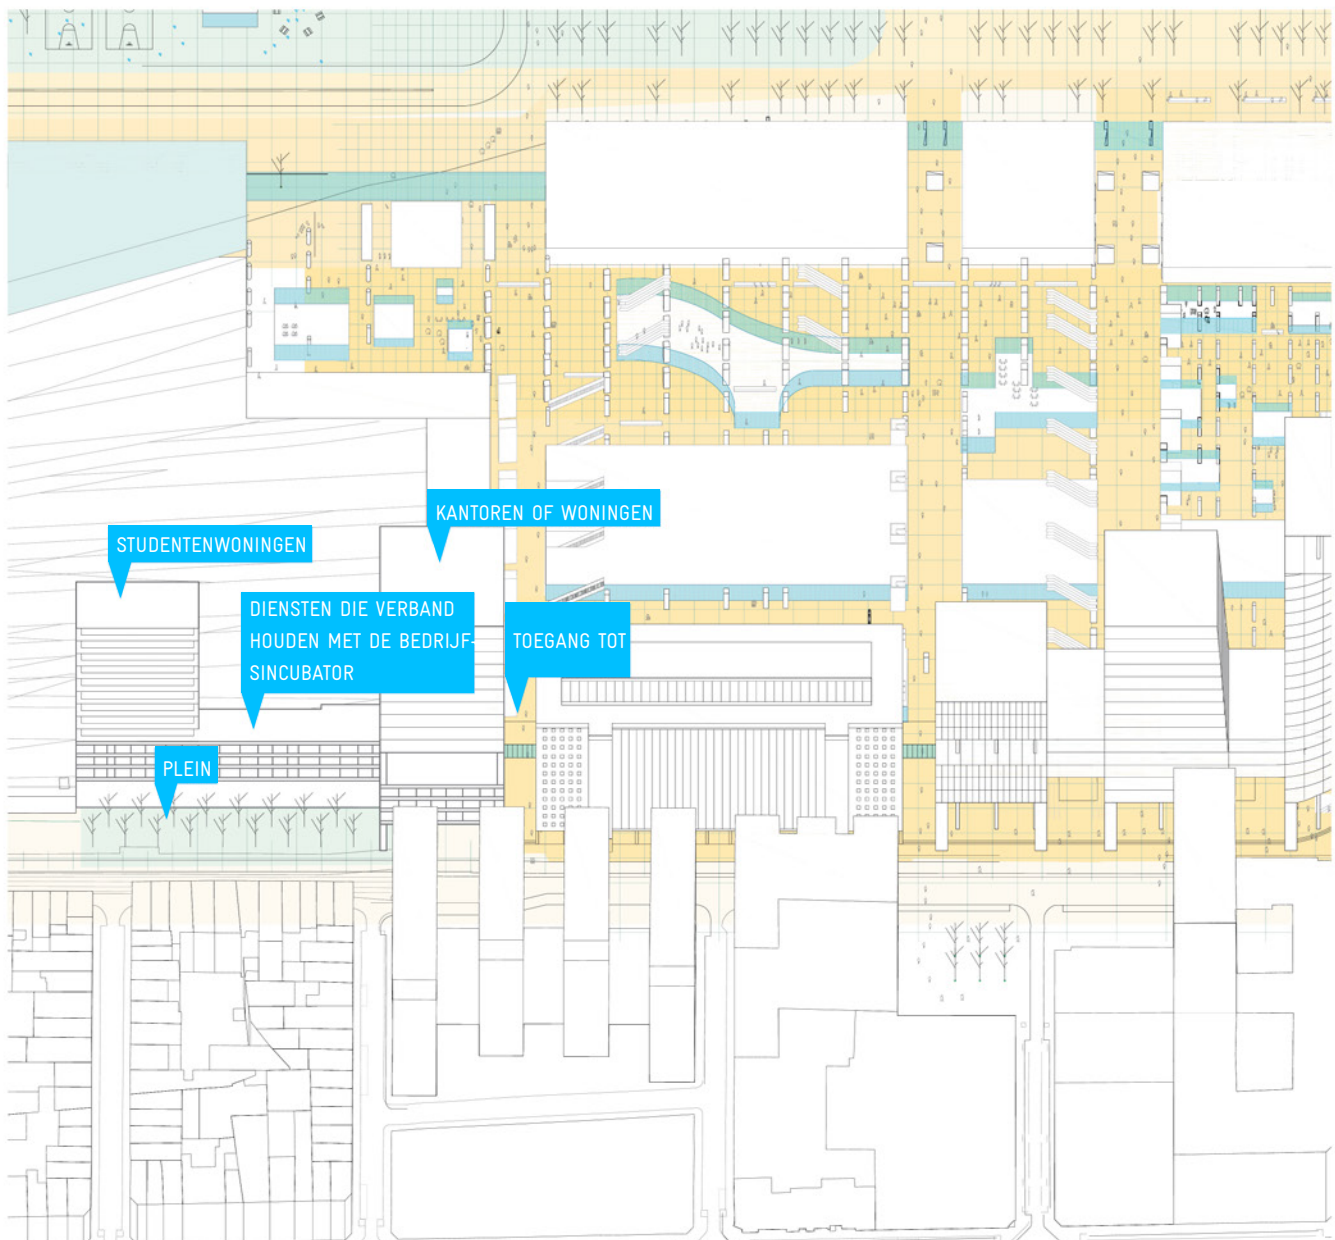 KANTOREN OF WONINGEN
STUDENTENWONINGEN
DIENSTEN DIE VERBAND
HOUDEN MET DE BEDRIJF-
SINCUBATOR
TOEGANG TOT
PLEIN